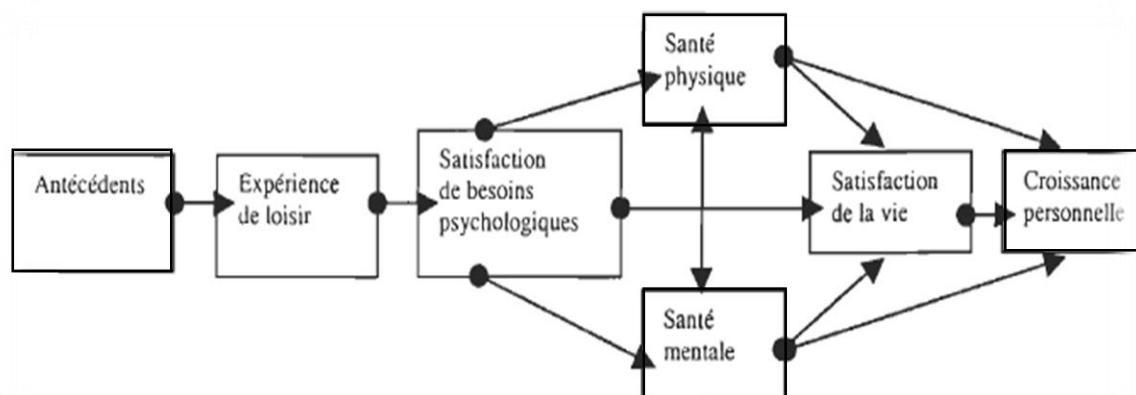 Antécédents
Expérience
de loisir
Satisfaction
de besoins
psychologiques
Santé
physique
Santé
mentale
Satisfaction
de la vie
Croissance
personnelle